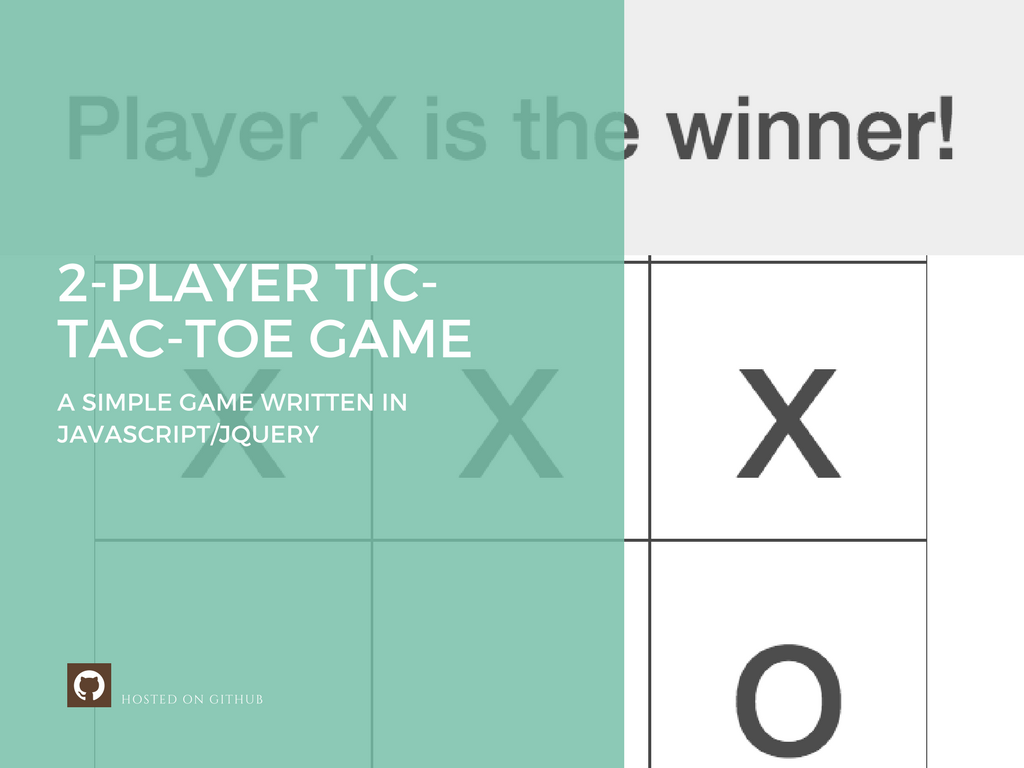 Player X is the winner!
2-PLAYER TIC-
TAC-TOE GAME
A SIMPLE GAME WRITTEN IN
JAVASCRIPT/JQUERY
X X X
O
HOSTED ON GITHUB